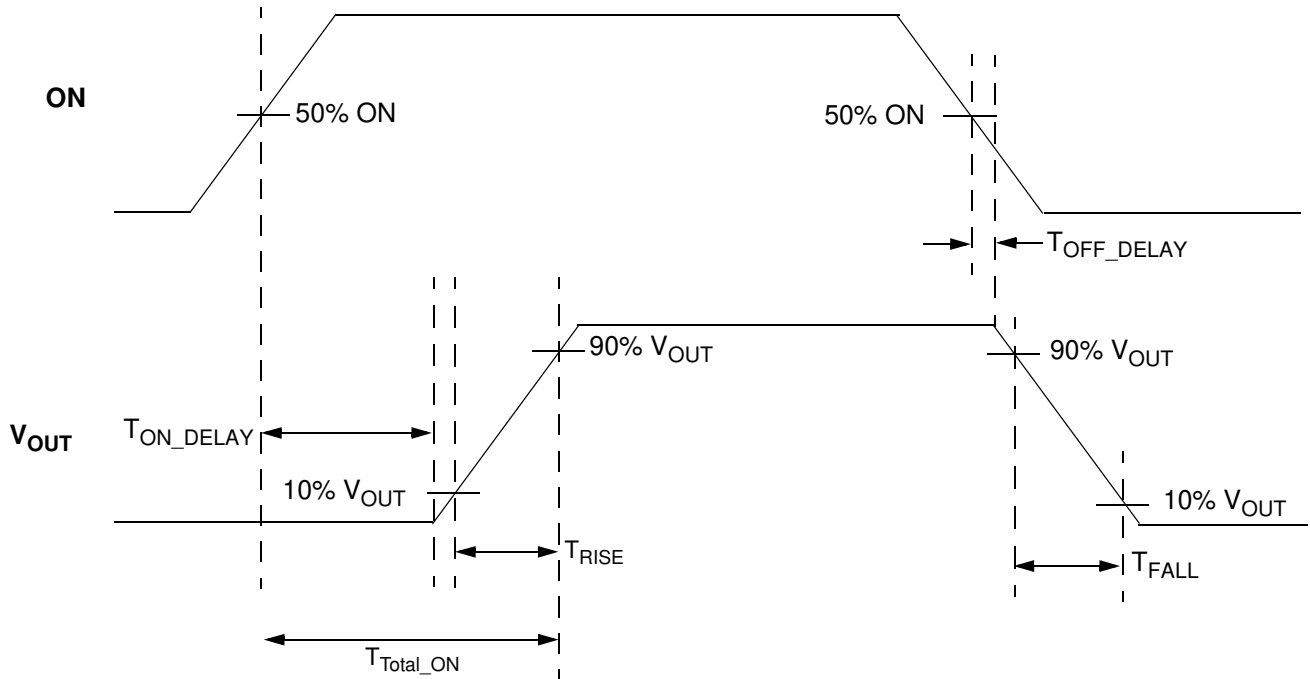 ON
50% ON
50% ON
TOFF_DELAY
90% VOUT
90% VOUT
VOUT
TON_DELAY
10% VOUT
10% VOUT
TRISE
TFALL
TTotal_ON